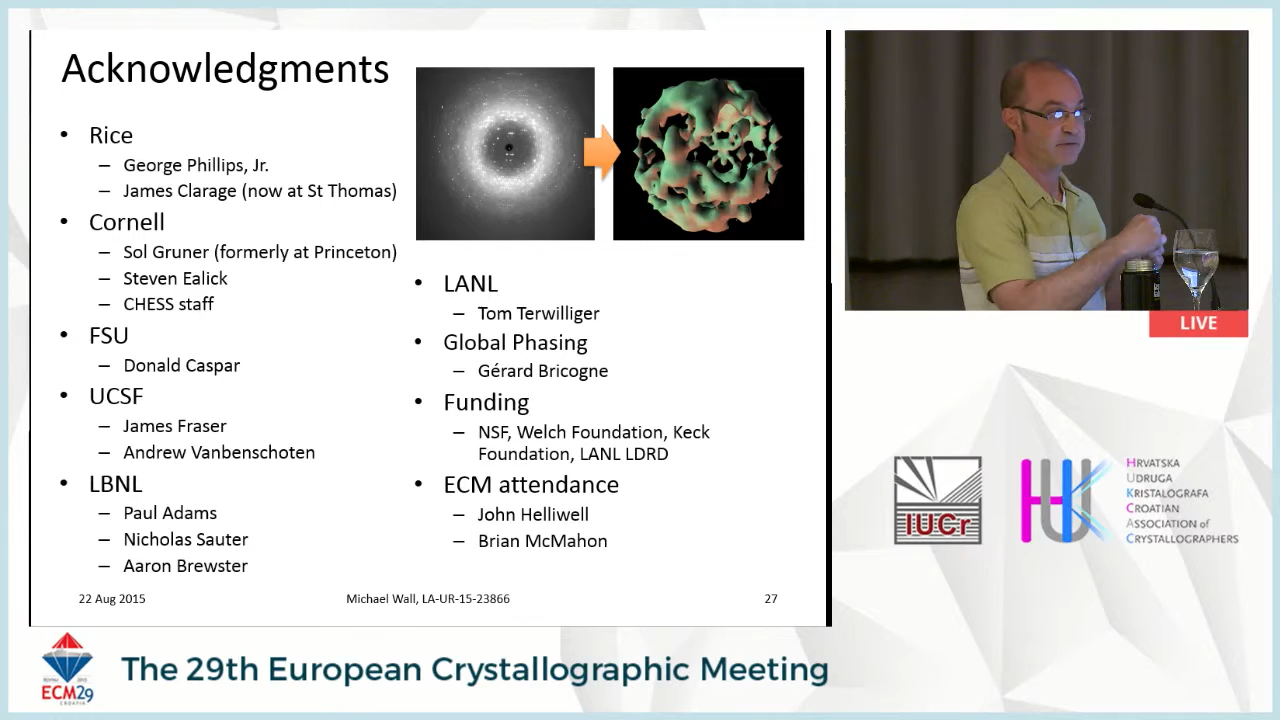 Acknowledgments
• Rice
– George Phillips, Jr.
– James Clarage (now at St Thomas)
• Cornell
– Sol Gruner (formerly at Princeton)
– Steven Ealick
– CHESS staff
• FSU
– Donald Caspar
• UCSF
– James Fraser
– Andrew Vanbenschoten
• LBNL
– Paul Adams
– Nicholas Sauter
– Aaron Brewster
• LANL
– Tom Terwilliger
• Global Phasing
– Gérard Bricogne
• Funding
– NSF, Welch Foundation, Keck
Foundation, LANL LDRD
• ECM attendance
– John Helliwell
– Brian McMahon
22 Aug 2015
Michael Wall, LA-UR-15-23866
27
LIVE
IUCr
HUK
HRVATSKA
UDRUGA
KRISTALOGRAFA
CROATIAN
ASSOCIATION of
CRYSTALLOGRAPHERS
ECM29
CROATIA
The 29th European Crystallographic Meeting